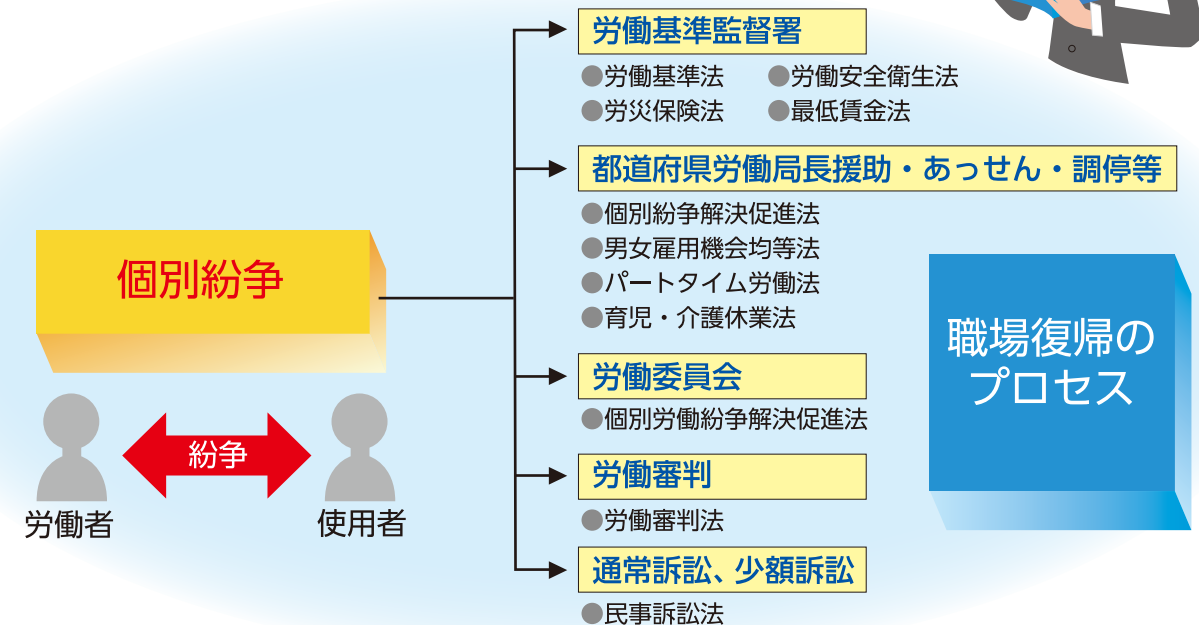 労働基準監督署
●労働基準法 ●労働安全衛生法
●労災保険法 ●最低賃金法
都道府県労働局長援助・あっせん・調停等
●個別紛争解決促進法
●男女雇用機会均等法
●パートタイム労働法
●育児・介護休業法
個別紛争
職場復帰の
プロセス
労働委員会
●個別労働紛争解決促進法
紛争
労働者
使用者
労働審判
●労働審判法
通常訴訟、少額訴訟
●民事訴訟法